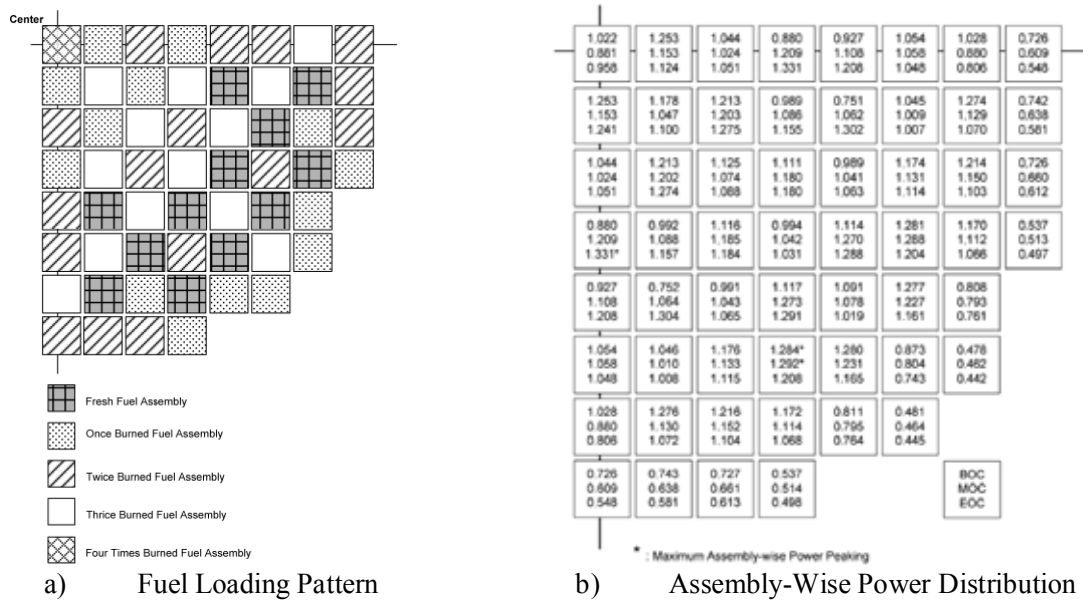 Center
Fresh Fuel Assembly
Once Burned Fuel Assembly
Twice Burned Fuel Assembly
Thrice Burned Fuel Assembly
Four Times Burned Fuel Assembly
a) Fuel Loading Pattern
1.022 1.253 1.044 0.880 0.927 1.054 1.028 0.726
0.881 1.153 1.024 1.209 1.108 1.058 0.880 0.609
0.958 1.124 1.051 1.331 1.208 1.048 0.806 0.548
1.253 1.178 1.213 0.989 0.751 1.045 1.274 0.742
1.153 1.047 1.203 1.086 1.062 1.009 1.129 0.638
1.241 1.100 1.275 1.155 1.302 1.007 1.070 0.581
1.044 1.213 1.125 1.111 0.989 1.174 1.214 0.726
1.024 1.202 1.074 1.180 1.041 1.131 1.150 0.660
1.051 1.274 1.088 1.180 1.063 1.114 1.103 0.612
0.880 0.992 1.116 0.994 1.114 1.281 1.170 0.537
1.209 1.088 1.185 1.042 1.270 1.288 1.112 0.513
1.331* 1.157 1.184 1.031 1.288 1.204 1.066 0.497
0.927 0.752 0.991 1.117 1.091 1.277 0.808
1.108 1.064 1.043 1.273 1.078 1.227 0.793
1.208 1.304 1.065 1.291 1.019 1.161 0.761
1.054 1.046 1.176 1.284* 1.280 0.873 0.478
1.058 1.010 1.133 1.292* 1.231 0.804 0.462
1.048 1.008 1.115 1.208 1.165 0.743 0.442
1.028 1.276 1.216 1.172 0.811 0.481
0.880 1.130 1.152 1.114 0.795 0.464
0.806 1.072 1.104 1.068 0.764 0.445
0.726 0.743 0.727 0.537 BOC
0.609 0.638 0.661 0.514 MOC
0.548 0.581 0.613 0.498 EOC
* : Maximum Assembly-wise Power Peaking
b) Assembly-Wise Power Distribution